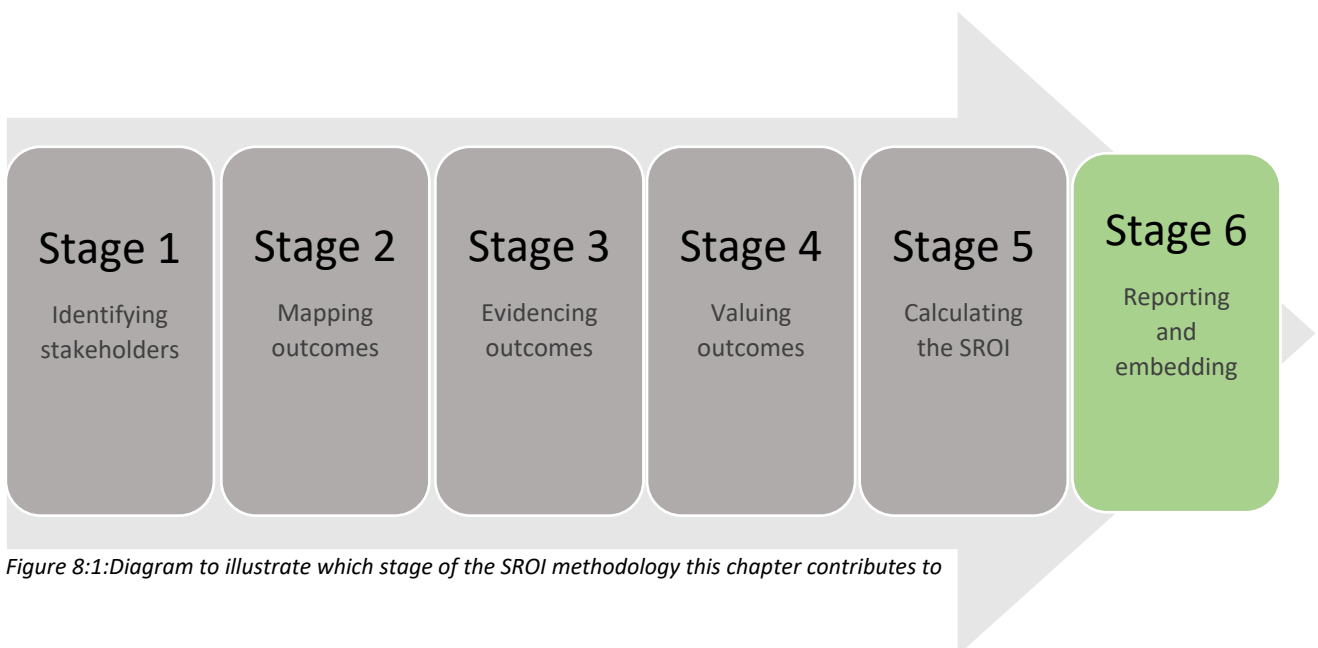 Stage 1
Identifying
stakeholders
Stage 2
Mapping
outcomes
Stage 3
Evidencing
outcomes
Stage 4
Valuing
outcomes
Stage 5
Calculating
the SROI
Stage 6
Reporting
and
embedding
Figure 8:1:Diagram to illustrate which stage of the SROI methodology this chapter contributes to